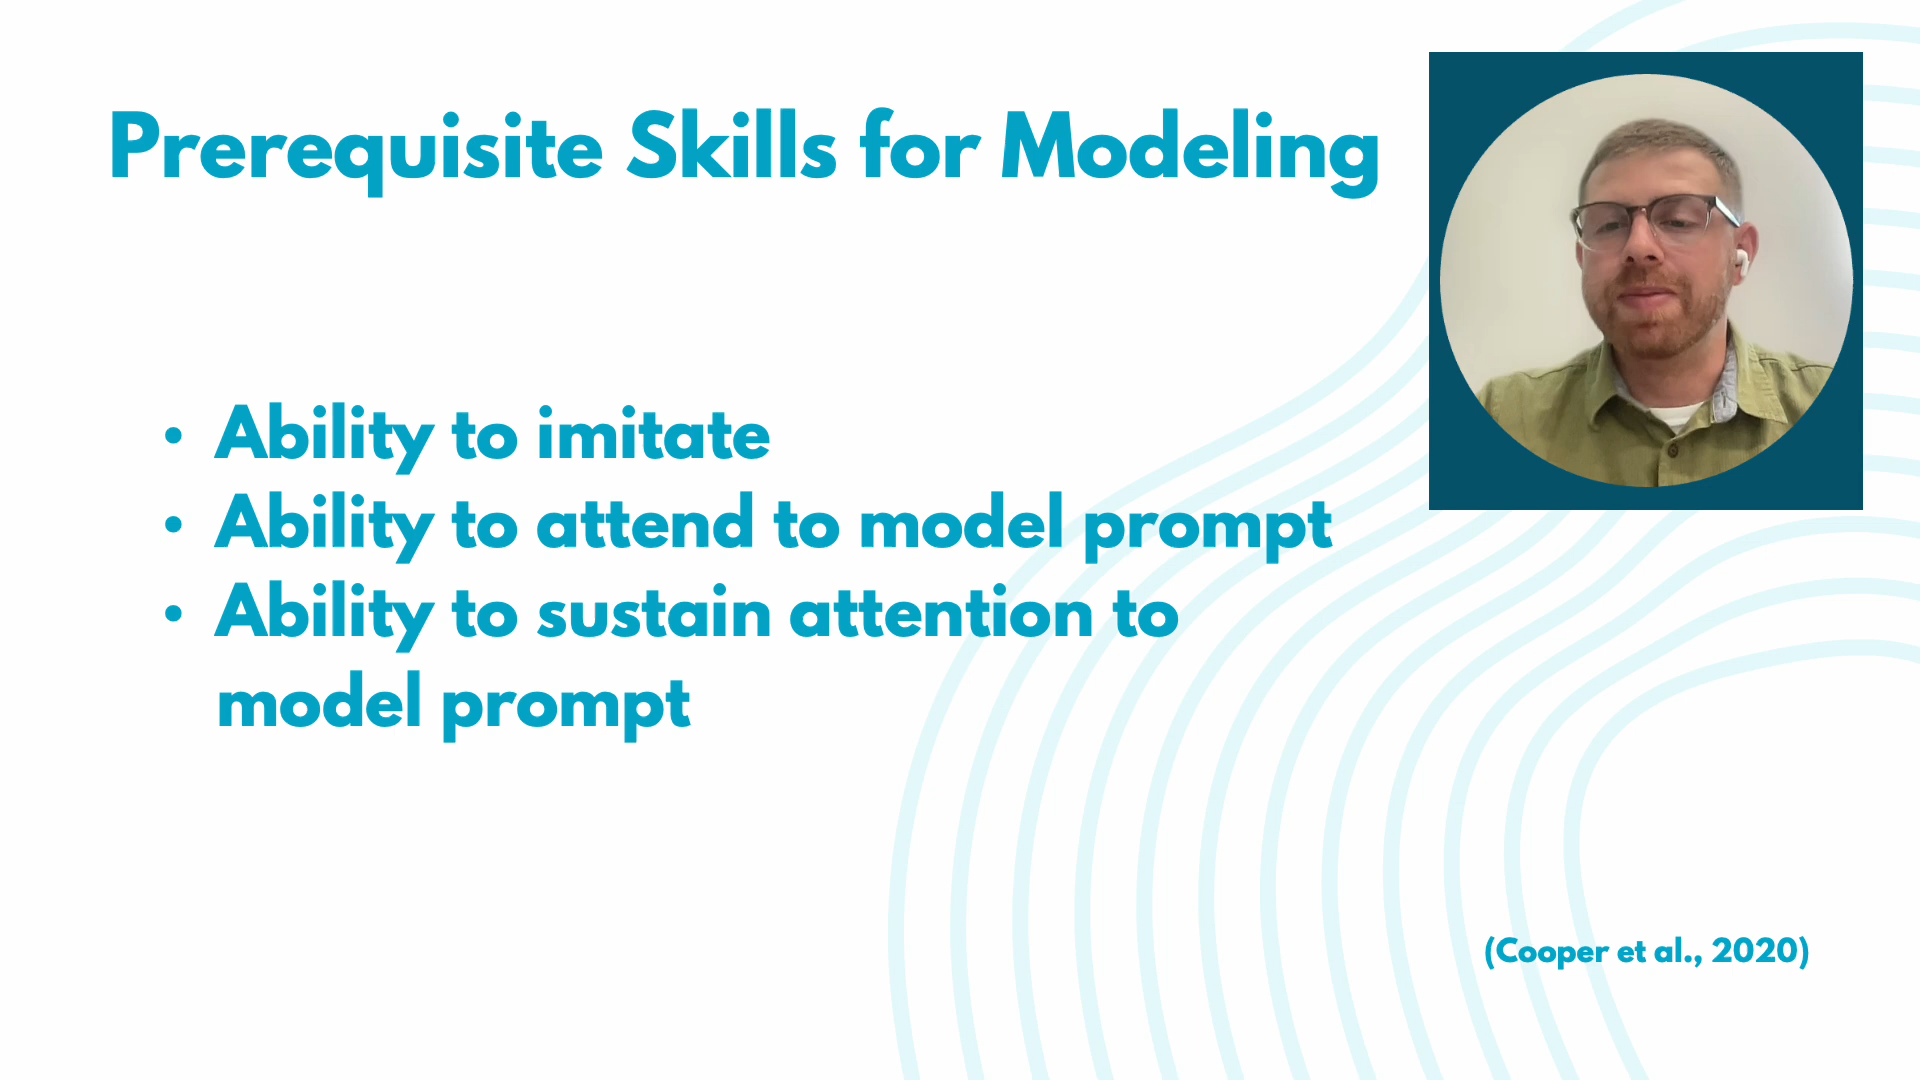 Prerequisite Skills for Modeling
• Ability to imitate
• Ability to attend to model prompt
• Ability to sustain attention to
model prompt
(Cooper et al., 2020)